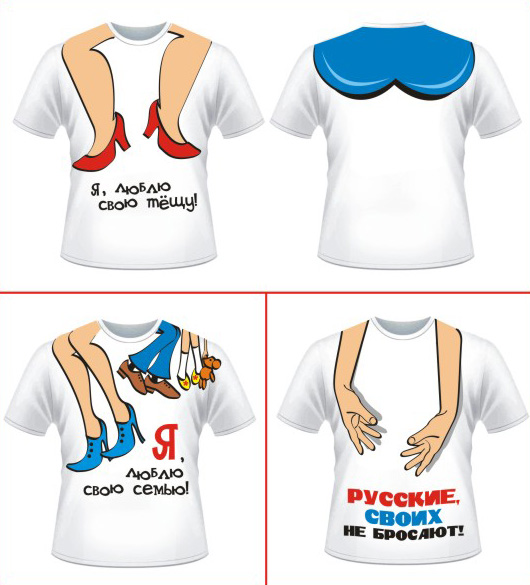 Я, люблю
свою тёщу!
Я,
люблю
свою семью!
РУССКИЕ,
СВОИХ
НЕ БРОСАЮТ!